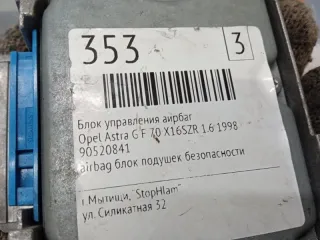 353
3
Блок управления аирбаг
Opel Astra G F 70 X16SZR 1.6 1998
90520841
airbag блок подушек безопасности
г.Мытищи, "StopHlam"
ул. Силикатная 32